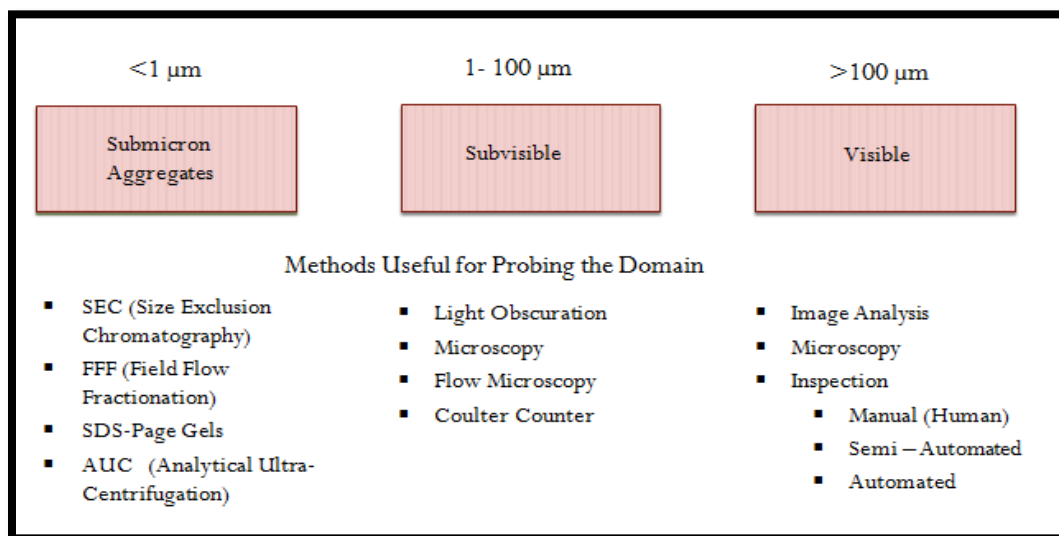 <1 μm
1- 100 μm
>100 μm
Submicron
Aggregates
Subvisible
Visible
Methods Useful for Probing the Domain
▪ SEC (Size Exclusion
Chromatography)
▪ FFF (Field Flow
Fractionation)
▪ SDS-Page Gels
▪ AUC (Analytical Ultra-
Centrifugation)
▪ Light Obscuration
▪ Microscopy
▪ Flow Microscopy
▪ Coulter Counter
▪ Image Analysis
▪ Microscopy
▪ Inspection
▪ Manual (Human)
▪ Semi – Automated
▪ Automated